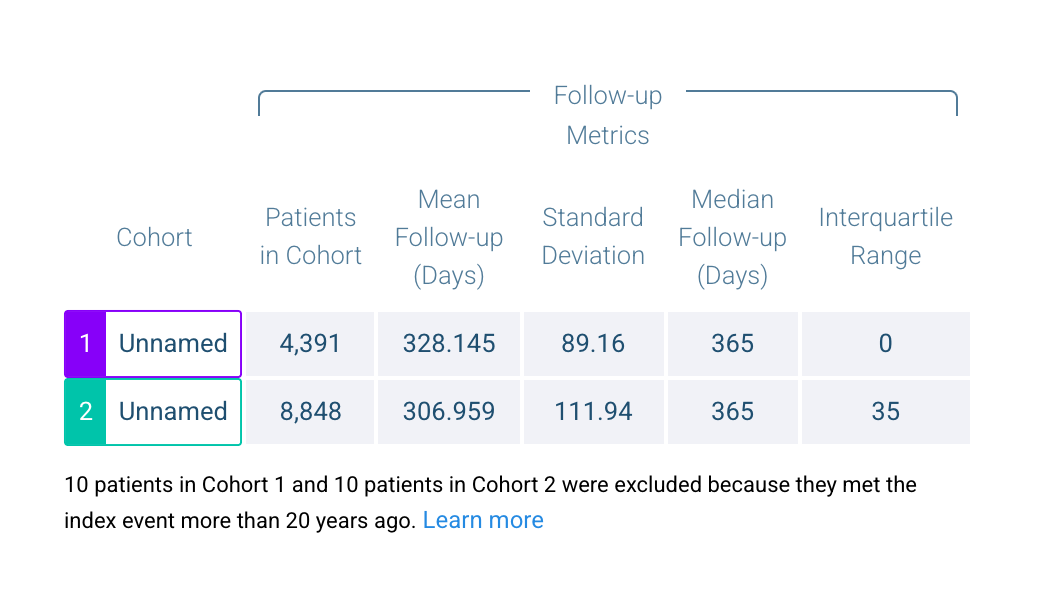 Follow-up
Metrics
Cohort
Patients
in Cohort
Mean
Follow-up
(Days)
Standard
Deviation
Median
Follow-up
(Days)
Interquartile
Range
1 Unnamed 4,391 328.145 89.16 365 0
2 Unnamed 8,848 306.959 111.94 365 35
10 patients in Cohort 1 and 10 patients in Cohort 2 were excluded because they met the
index event more than 20 years ago. Learn more